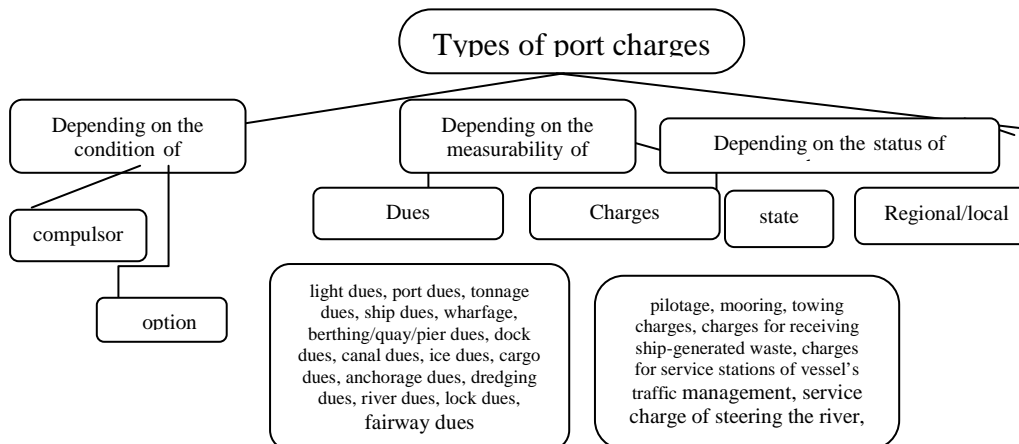 Types of port charges
Depending on the
condition of
Depending on the
measurability of
Depending on the status of
Dues
Charges
state
Regional/local
compulsor
option
light dues, port dues, tonnage
dues, ship dues, wharfage,
berthing/quay/pier dues, dock
dues, canal dues, ice dues, cargo
dues, anchorage dues, dredging
dues, river dues, lock dues,
fairway dues
pilotage, mooring, towing
charges, charges for receiving
ship-generated waste, charges
for service stations of vessel's
traffic management, service
charge of steering the river,